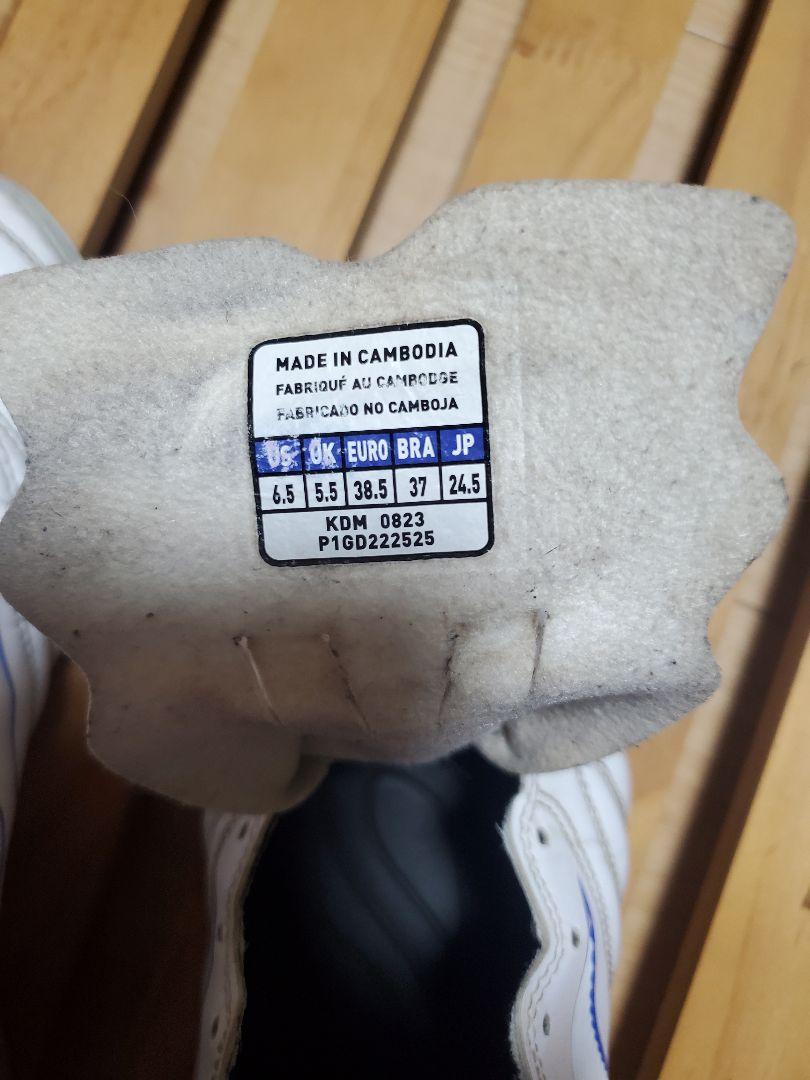 MADE IN CAMBODIA
FABRIQUÉ AU CAMBODGE
FABRICADO NO CAMBOJA
US UK EURO BRA JP
6.5 5.5 38.5 37 24.5
KDM 0823
P1GD222525